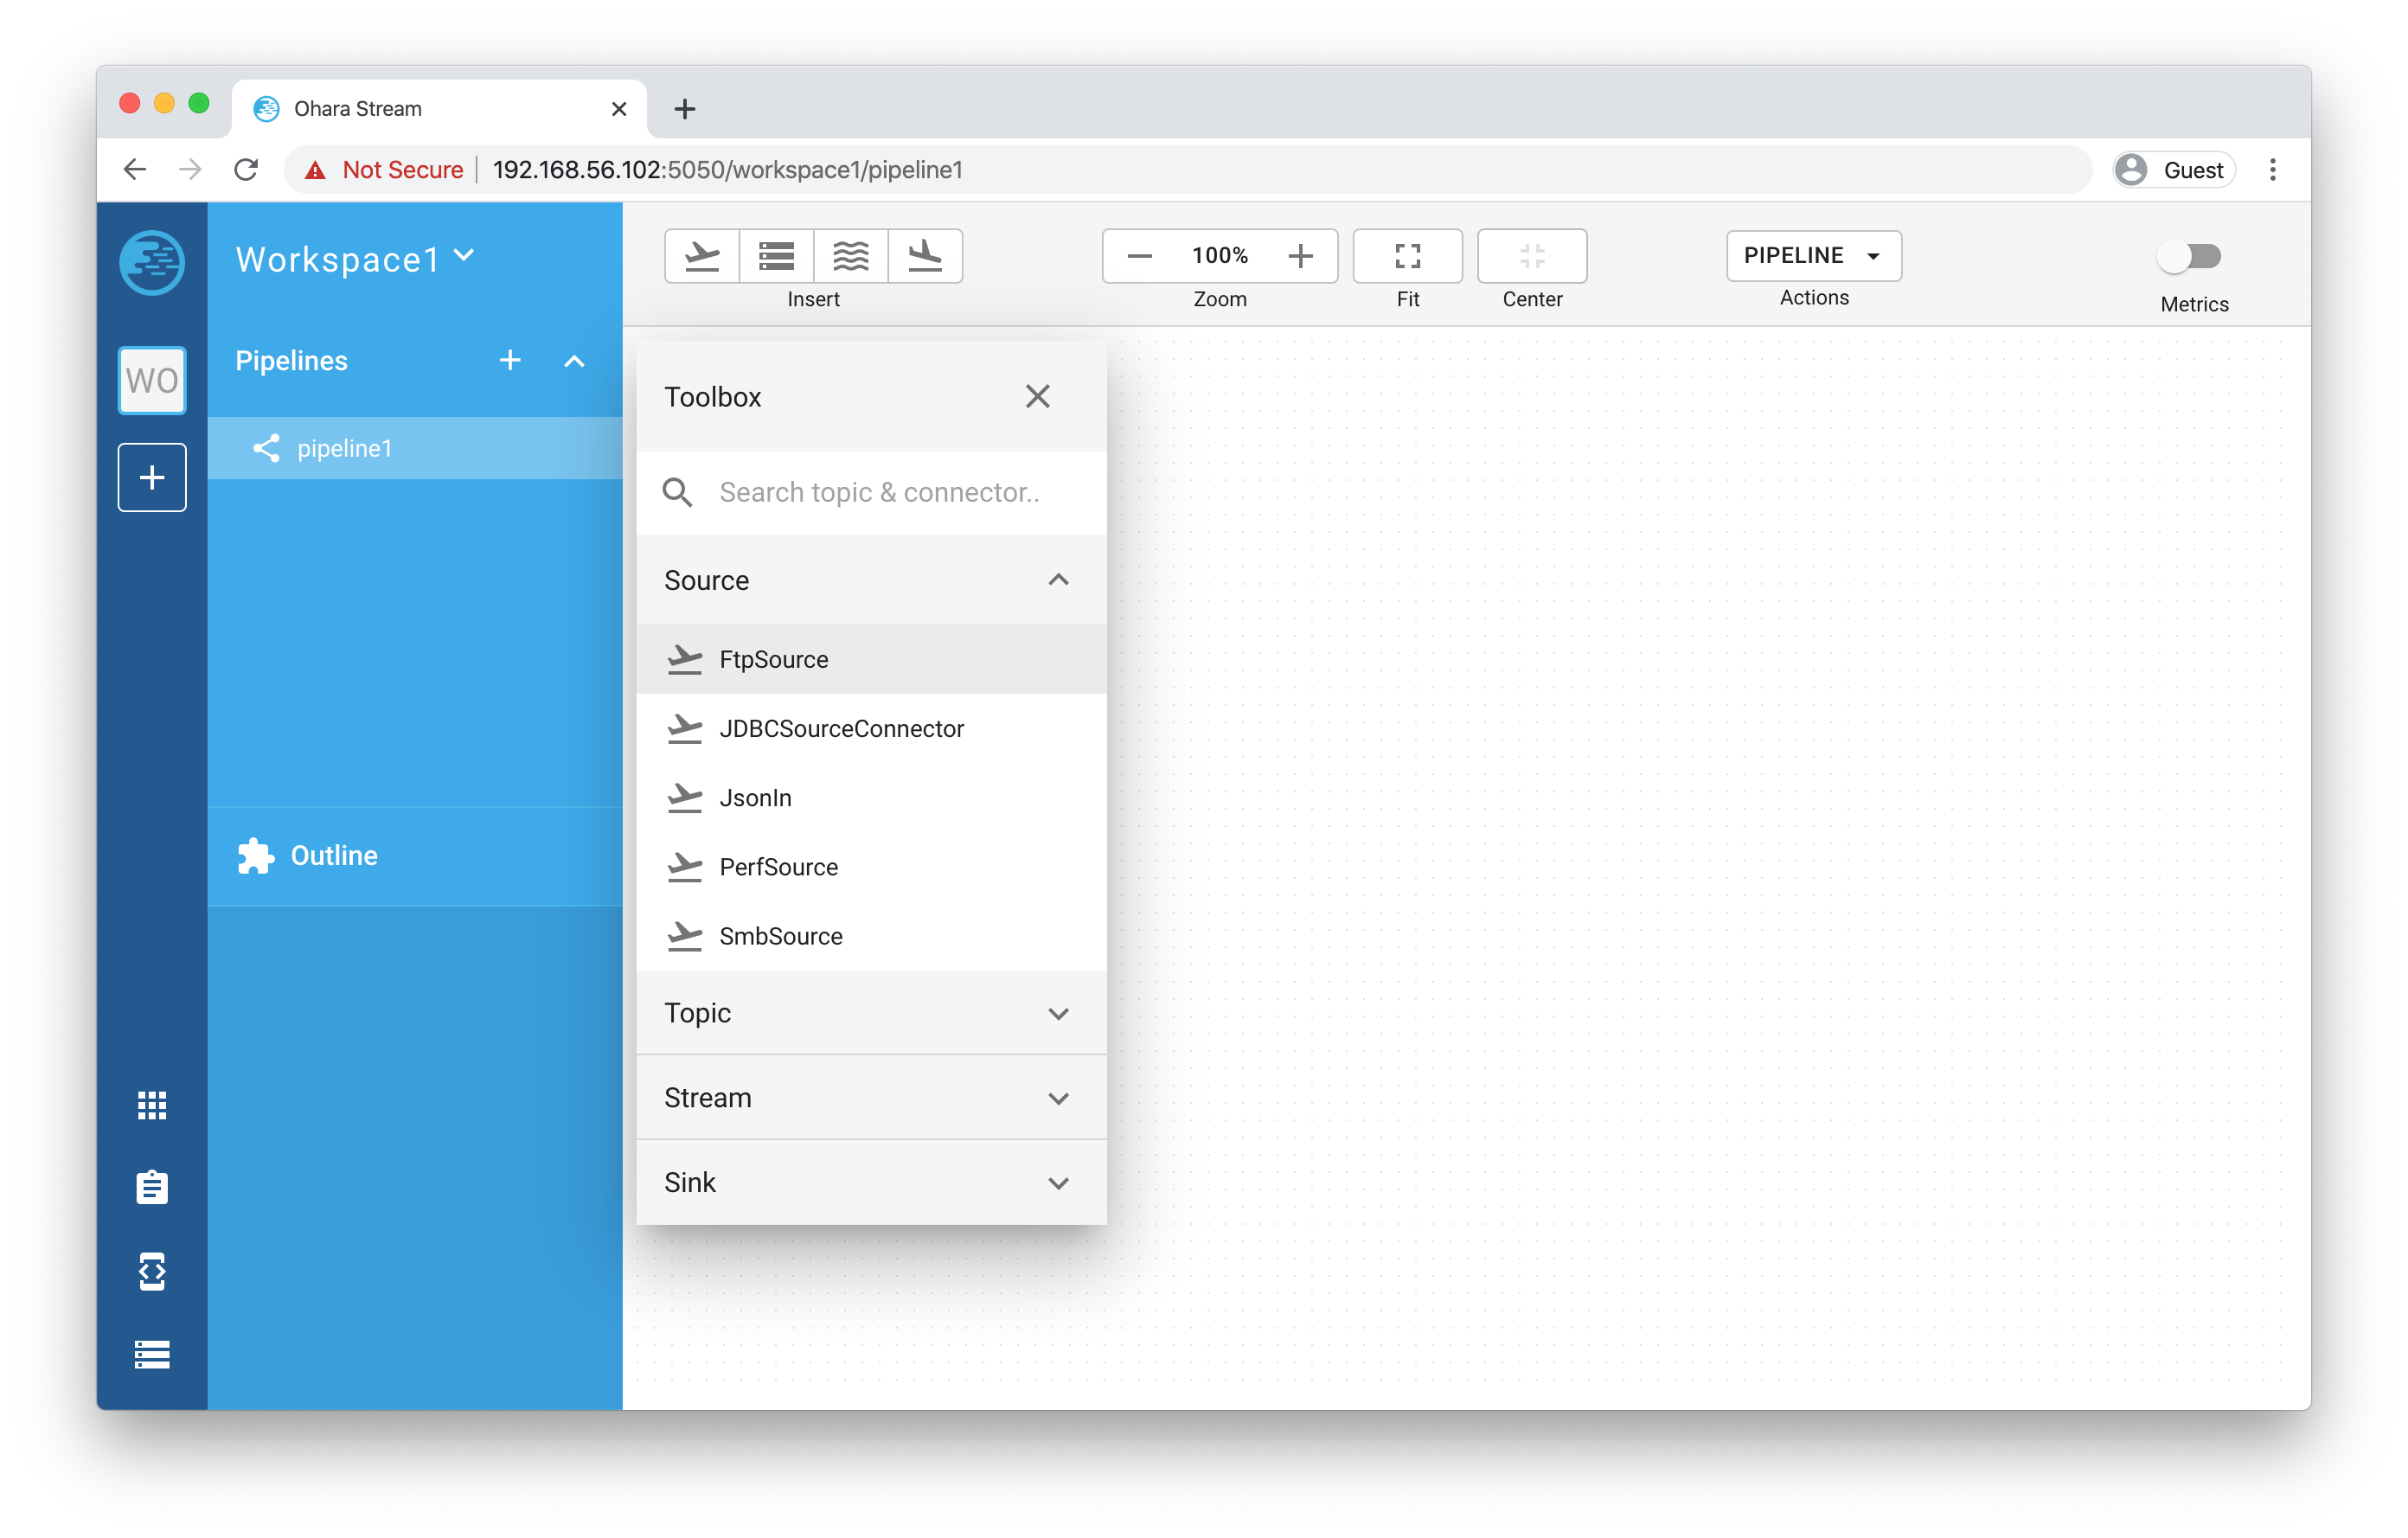 Ohara Stream
Not Secure 192.168.56.102:5050/workspace1/pipeline1 Guest
Workspace1
WO
Pipelines
pipeline1
Outline
Insert
100%
Zoom
Fit
Center
PIPELINE
Actions
Metrics
Toolbox
Search topic & connector..
Source
FtpSource
JDBCSourceConnector
JsonIn
PerfSource
SmbSource
Topic
Stream
Sink